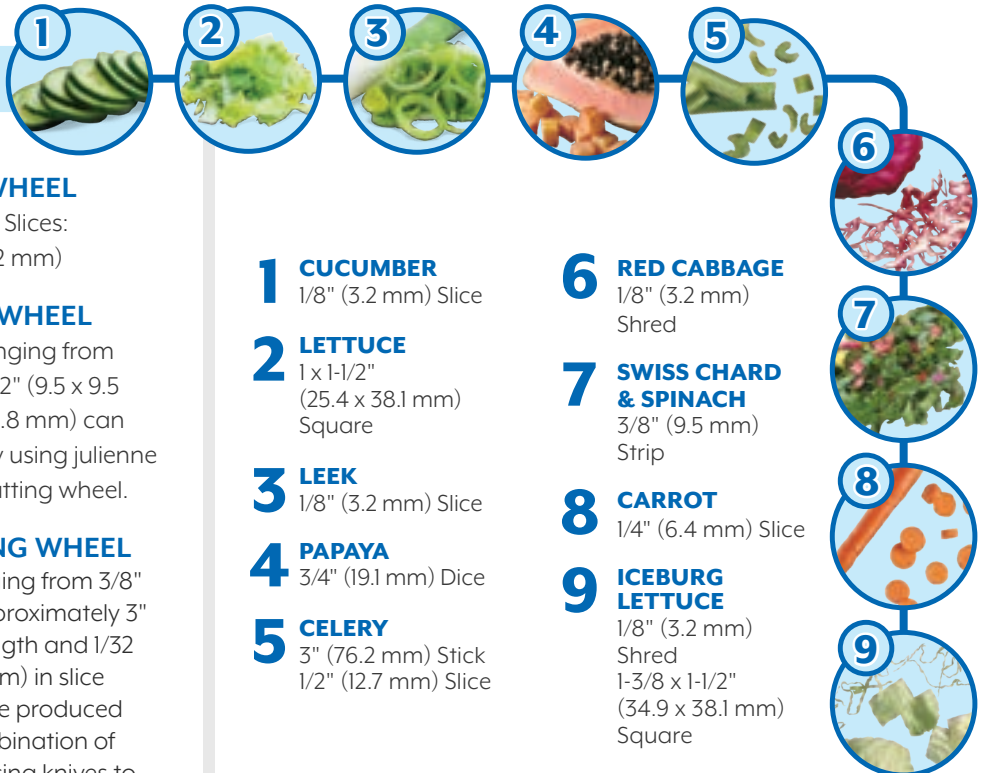 1
2
3
4
5
6
7
8
9
WHEEL
Slices:
2 mm)
WHEEL
nging from
2" (9.5 x 9.5
.8 mm) can
y using julienne
utting wheel.
NG WHEEL
ging from 3/8"
proximately 3"
gth and 1/32
m) in slice
e produced
bination of
cing knives to
1 CUCUMBER
1/8" (3.2 mm) Slice
2 LETTUCE
1 x 1-1/2"
(25.4 x 38.1 mm)
Square
3 LEEK
1/8" (3.2 mm) Slice
4 PAPAYA
3/4" (19.1 mm) Dice
5 CELERY
3" (76.2 mm) Stick
1/2" (12.7 mm) Slice
6 RED CABBAGE
1/8" (3.2 mm)
Shred
7 SWISS CHARD
& SPINACH
3/8" (9.5 mm)
Strip
8 CARROT
1/4" (6.4 mm) Slice
9 ICEBURG
LETTUCE
1/8" (3.2 mm)
Shred
1-3/8 x 1-1/2"
(34.9 x 38.1 mm)
Square